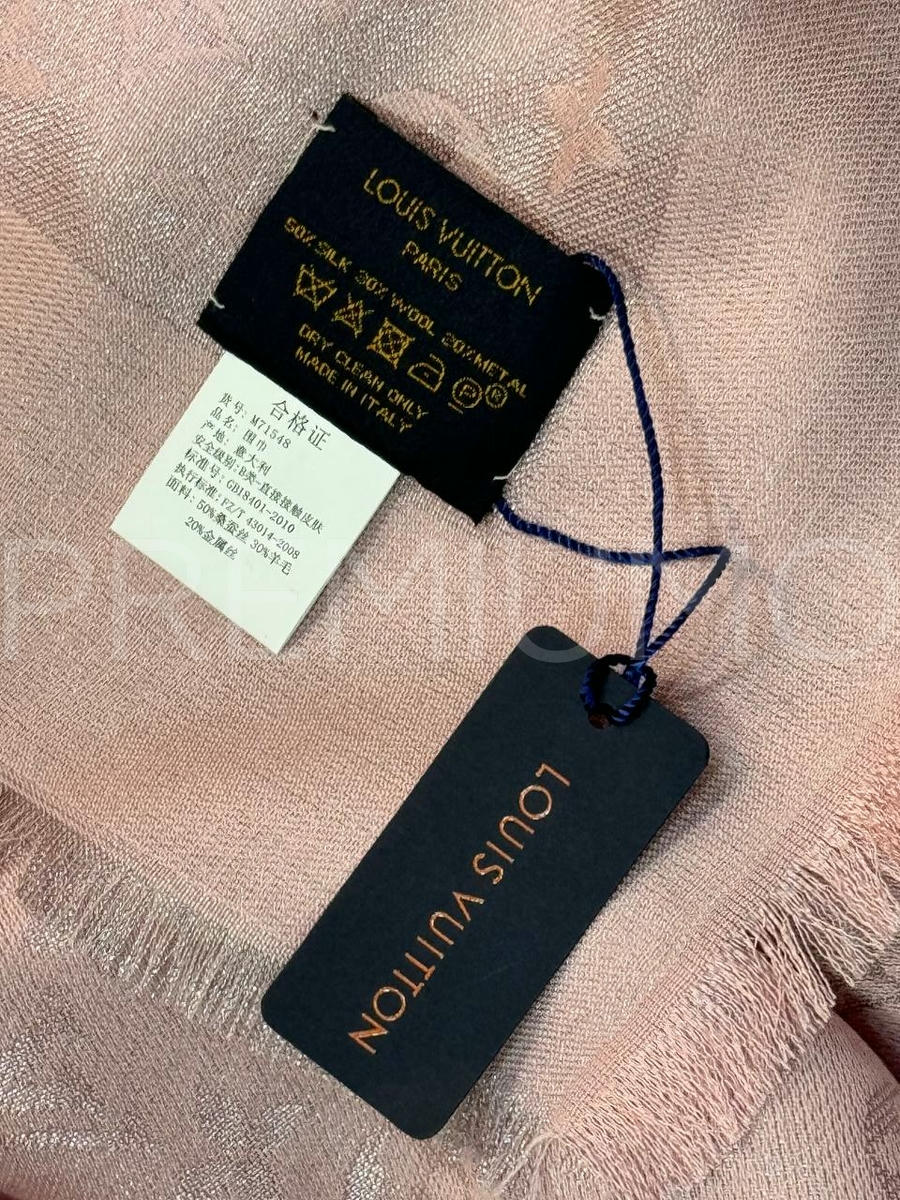 LOUIS VUITTON
PARIS
50% SILK 30% WOOL 20% METAL
P R
DRY CLEAN ONLY
MADE IN ITALY
合格证
货号: M71548
品名: 围巾
产地: 意大利
安全级别:B类-直接接触皮肤
标准号: GB18401-2010
执行标准:FZ/T 43014-2008
面料: 50%桑蚕丝 30%羊毛
20%金属丝
LOUIS VUITTON